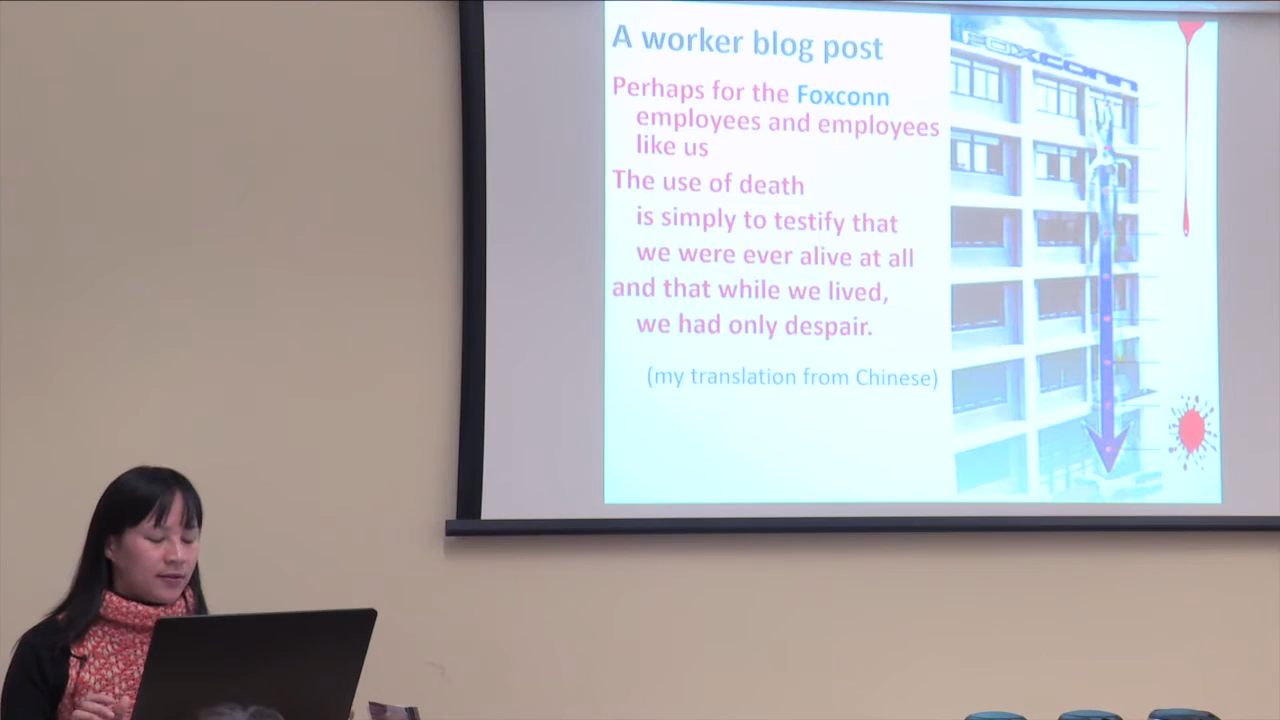 A worker blog post
Perhaps for the Foxconn
employees and employees
like us
The use of death
is simply to testify that
we were ever alive at all
and that while we lived,
we had only despair.
(my translation from Chinese)
FOXCONN